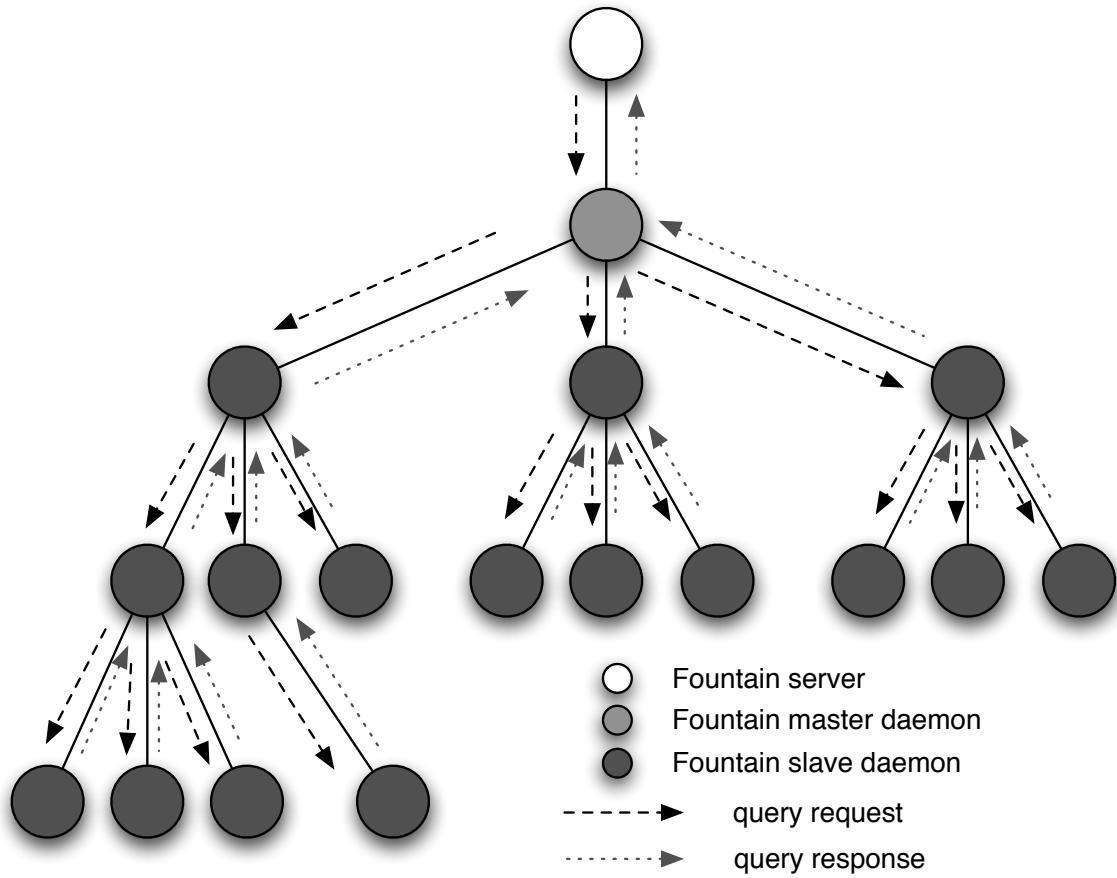 Fountain server
Fountain master daemon
Fountain slave daemon
query request
query response